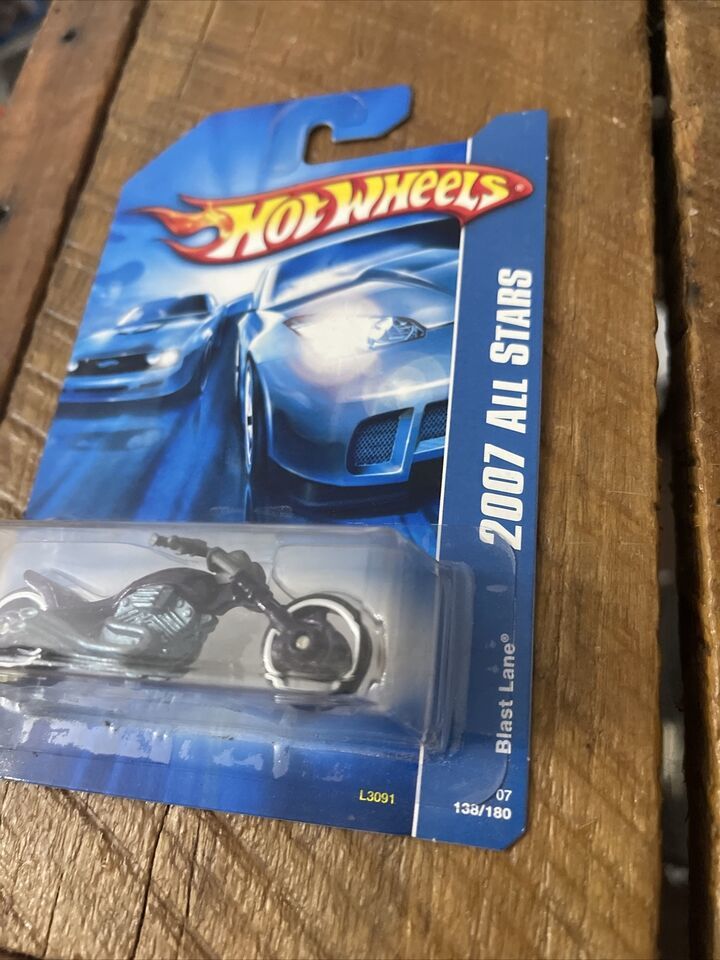 HOT WHEELS®
2007 ALL STARS
Blast Lane®
L3091
07
138/180